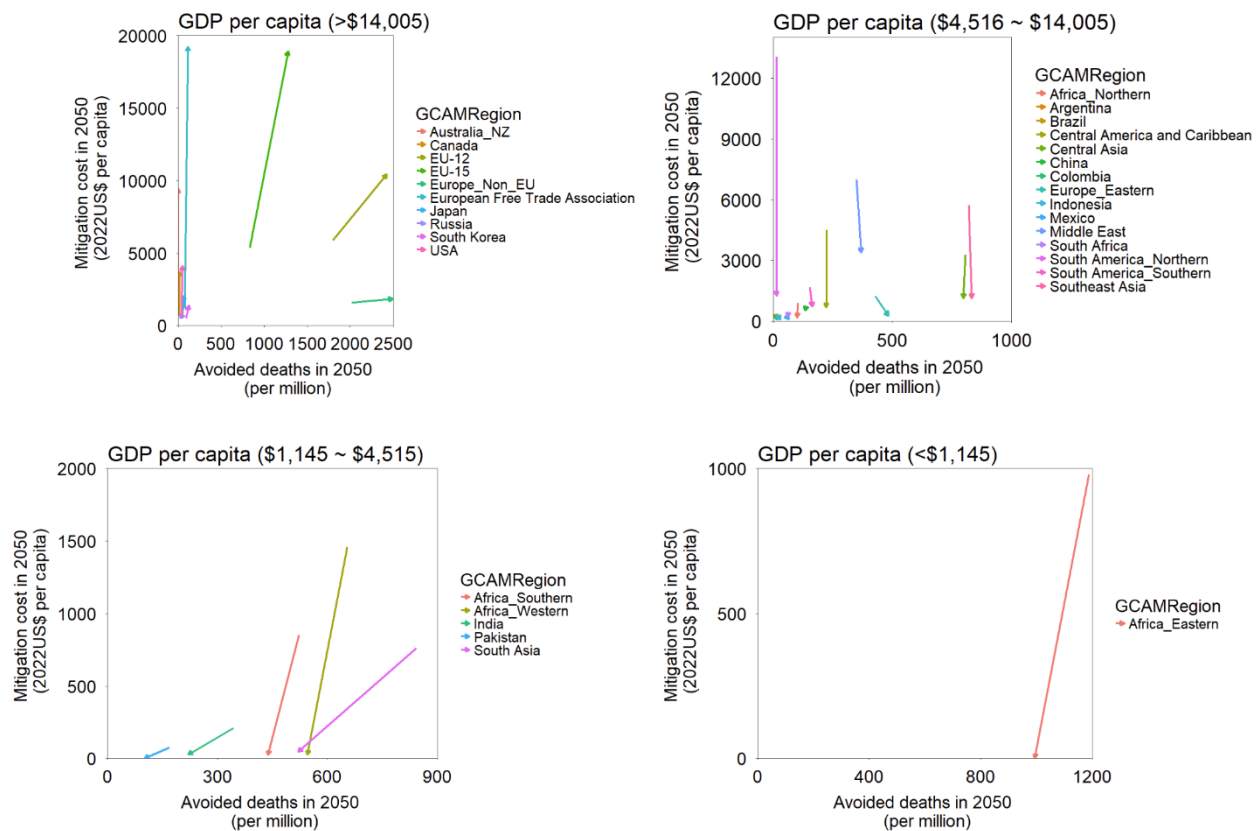 GDP per capita (>$14,005)
20000
15000
10000
5000
0
Mitigation cost in 2050
(2022US$ per capita)
0 500 1000 1500 2000 2500
Avoided deaths in 2050
(per million)
GCAMRegion
Australia_NZ
Canada
EU-12
EU-15
Europe_Non_EU
European Free Trade Association
Japan
Russia
South Korea
USA
GDP per capita ($4,516 ~ $14,005)
12000
9000
6000
3000
0
Mitigation cost in 2050
(2022US$ per capita)
0 500 1000
Avoided deaths in 2050
(per million)
GCAMRegion
Africa_Northern
Argentina
Brazil
Central America and Caribbean
Central Asia
China
Colombia
Europe_Eastern
Indonesia
Mexico
Middle East
South Africa
South America_Northern
South America_Southern
Southeast Asia
GDP per capita ($1,145 ~ $4,515)
2000
1500
1000
500
0
Mitigation cost in 2050
(2022US$ per capita)
0 300 600 900
Avoided deaths in 2050
(per million)
GCAMRegion
Africa_Southern
Africa_Western
India
Pakistan
South Asia
GDP per capita (<$1,145)
1000
500
0
Mitigation cost in 2050
(2022US$ per capita)
0 400 800 1200
Avoided deaths in 2050
(per million)
GCAMRegion
Africa_Eastern